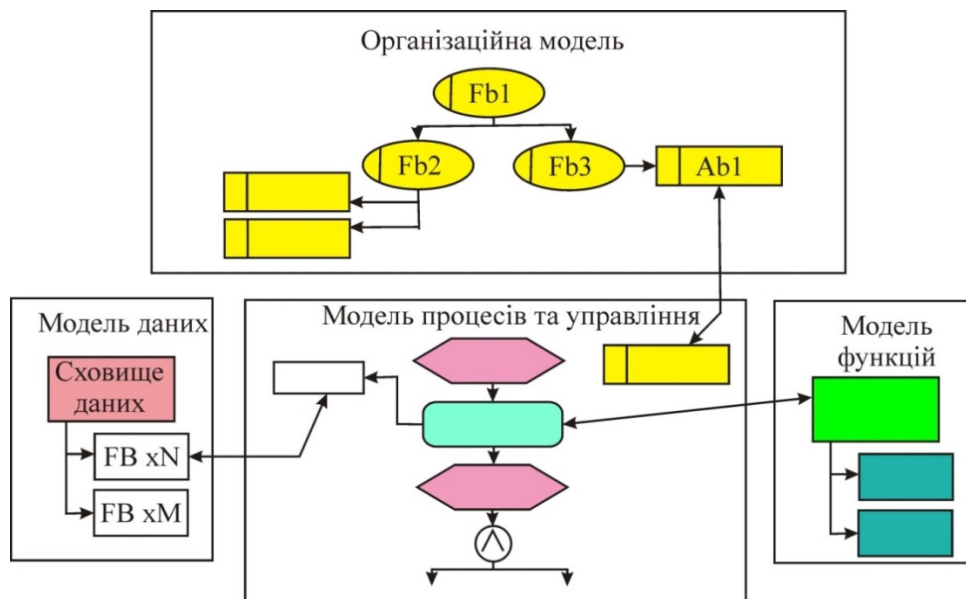 Організаційна модель
Fb1
Fb2
Fb3
Ab1
Модель даних
Сховище
даних
FB xN
FB xM
Модель процесів та управління
Модель
функцій